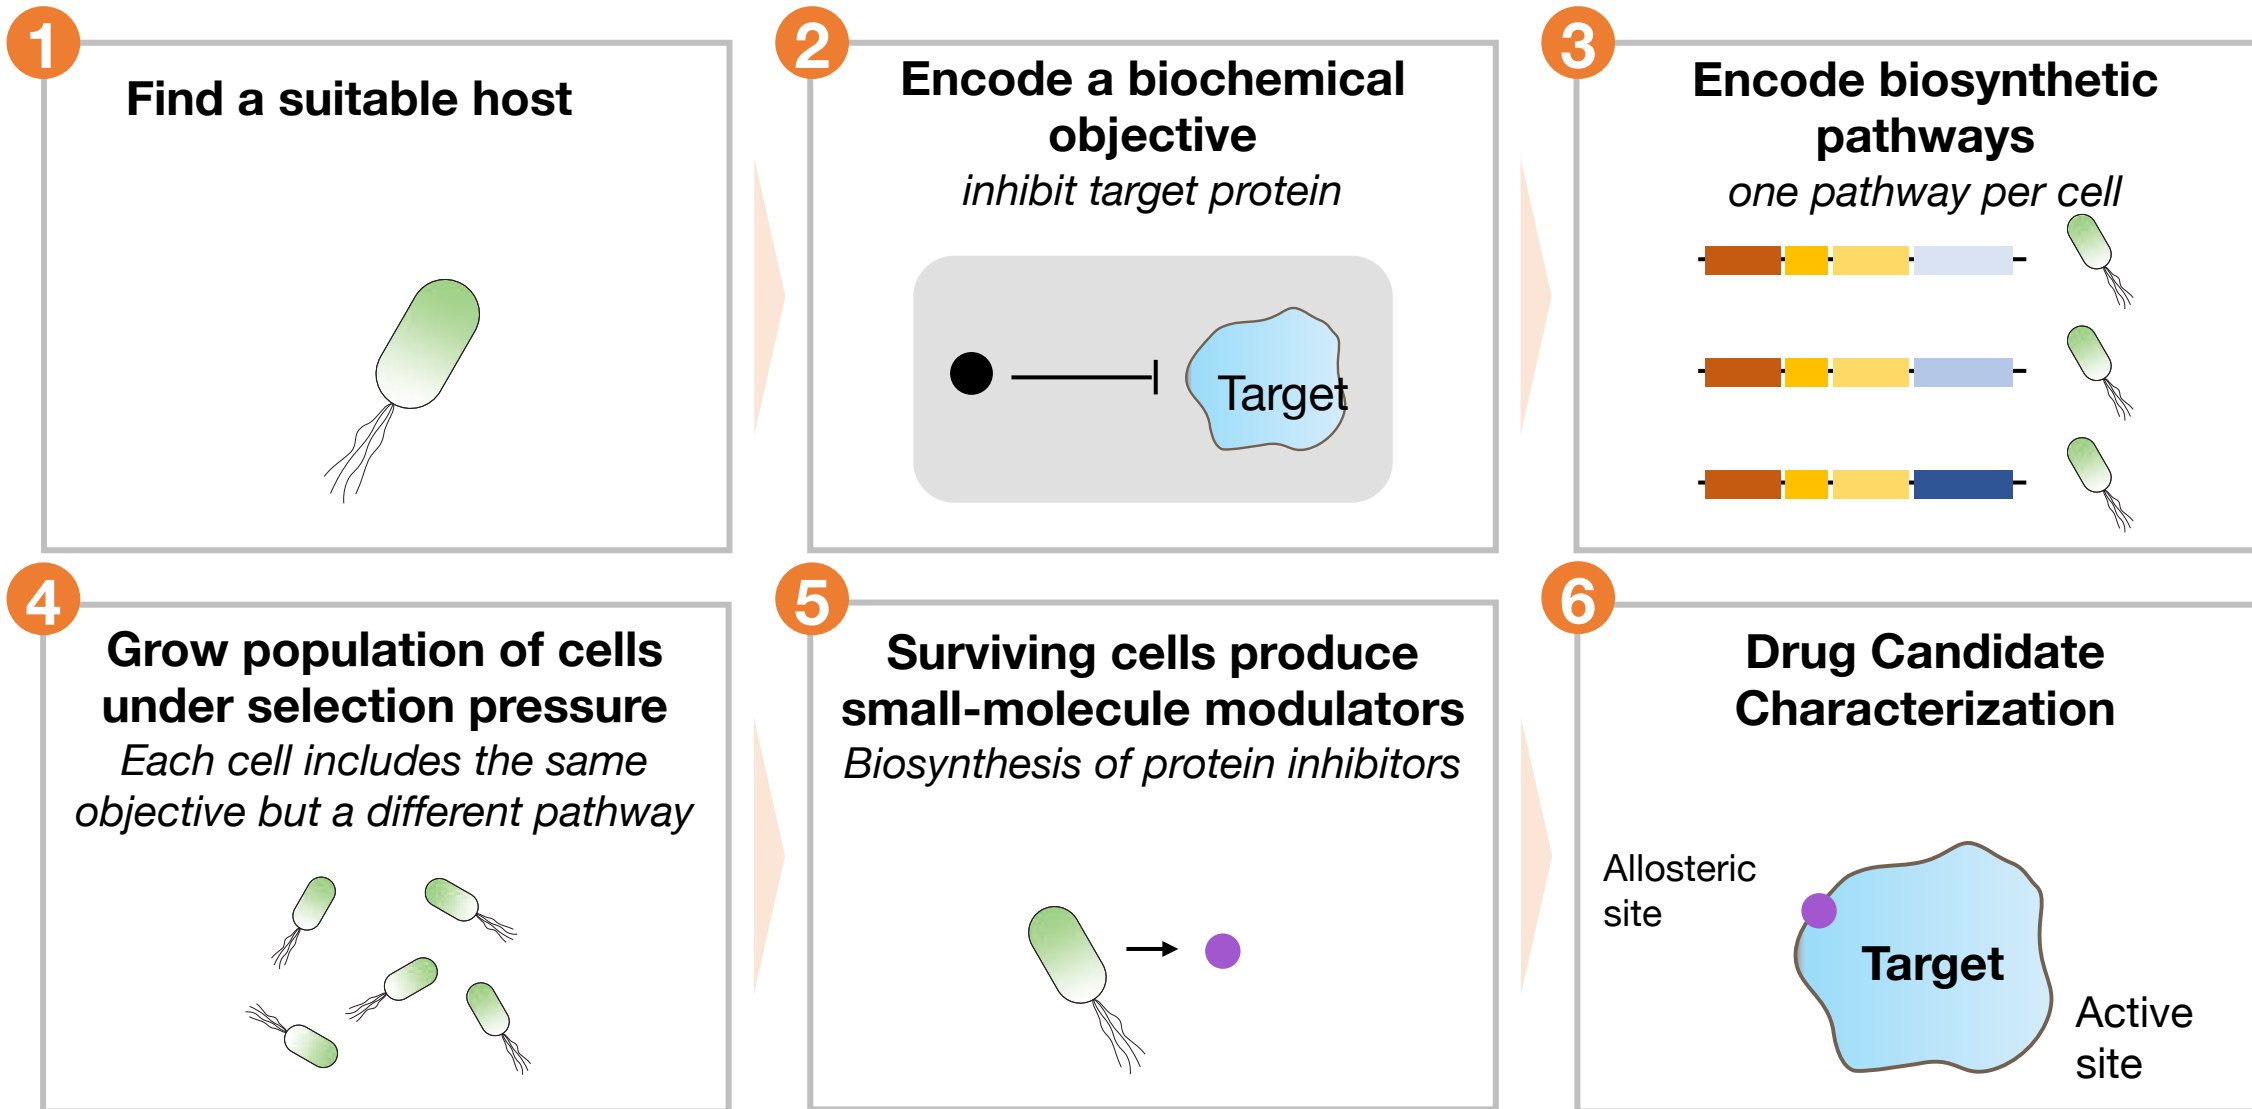 1
Find a suitable host
2
Encode a biochemical
objective
inhibit target protein
Target
3
Encode biosynthetic
pathways
one pathway per cell
4
Grow population of cells
under selection pressure
Each cell includes the same
objective but a different pathway
5
Surviving cells produce
small-molecule modulators
Biosynthesis of protein inhibitors
6
Drug Candidate
Characterization
Allosteric
site
Target
Active
site